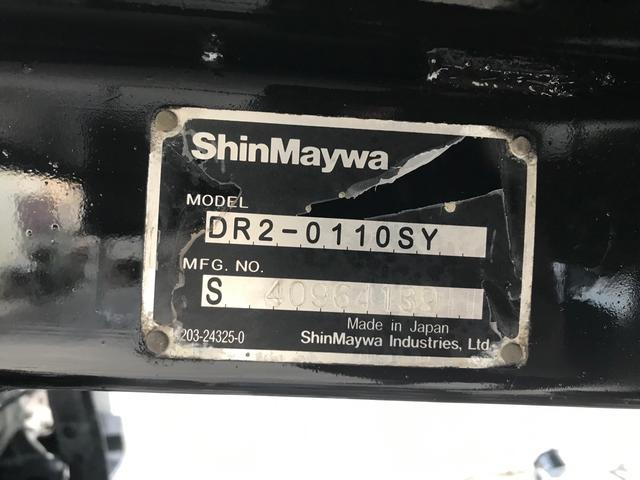 ShinMaywa
MODEL
DR2-0110SY
MFG. NO.
S
Made in Japan
203-24325-0
ShinMaywa Industries, Ltd.